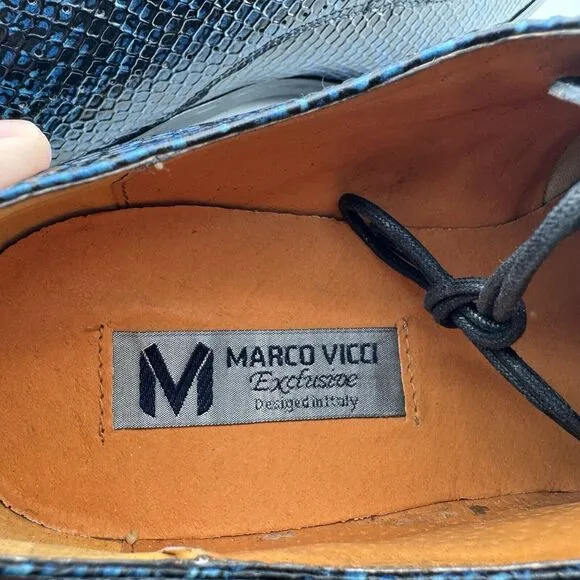 M
MARCO VICCI
Exclusive
Desiged in Italy